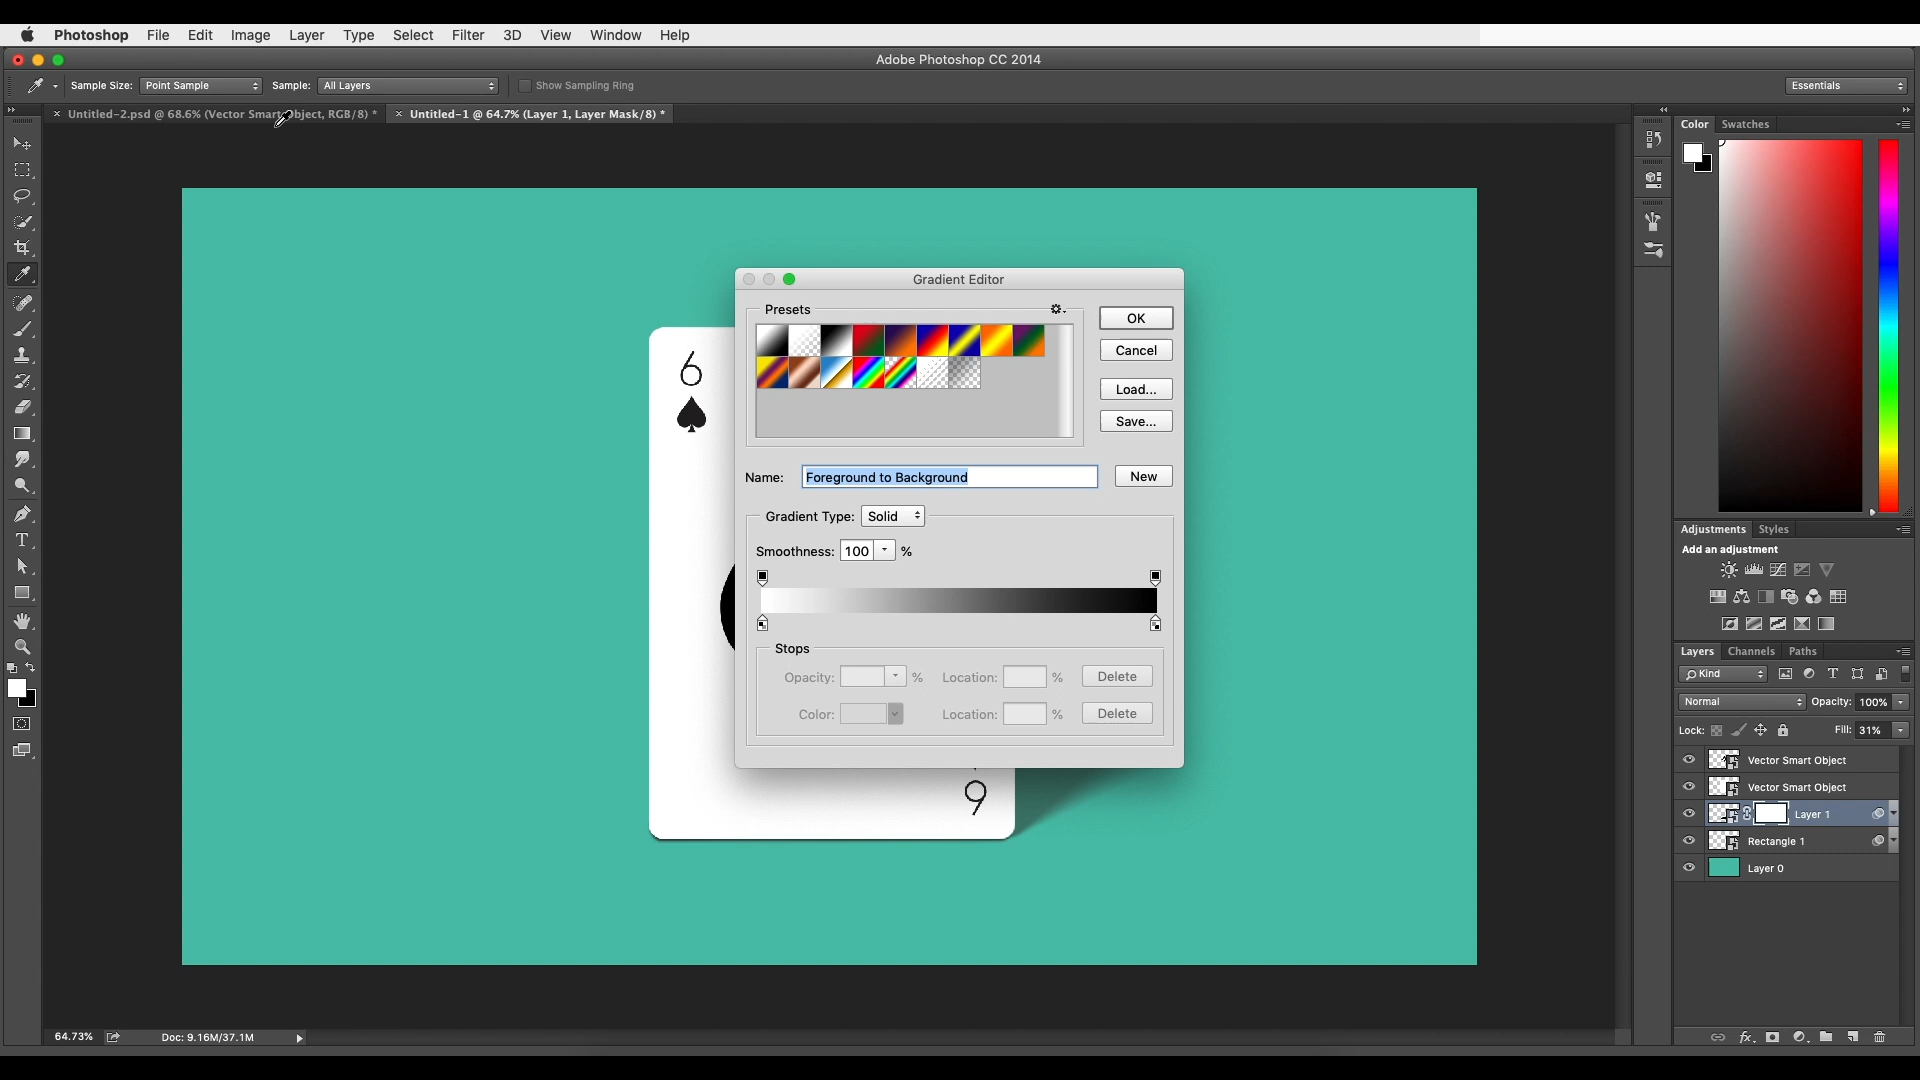 Photoshop File Edit Image Layer Type Select Filter 3D View Window Help
Adobe Photoshop CC 2014
Sample Size: Point Sample Sample: All Layers Show Sampling Ring Essentials
Untitled-2.psd @ 68.6% (Vector Smart Object, RGB/8) * Untitled-1 @ 64.7% (Layer 1, Layer Mask/8) *
Color Swatches
Gradient Editor
Presets
OK
Cancel
Load...
Save...
6
Name: Foreground to Background New
Gradient Type: Solid
Smoothness: 100 %
Stops
Opacity: % Location: % Delete
Color: Location: % Delete
6
Adjustments Styles
Add an adjustment
Layers Channels Paths
Kind
Normal Opacity: 100%
Lock: Fill: 31%
Vector Smart Object
Vector Smart Object
Layer 1
Rectangle 1
Layer 0
64.73% Doc: 9.16M/37.1M